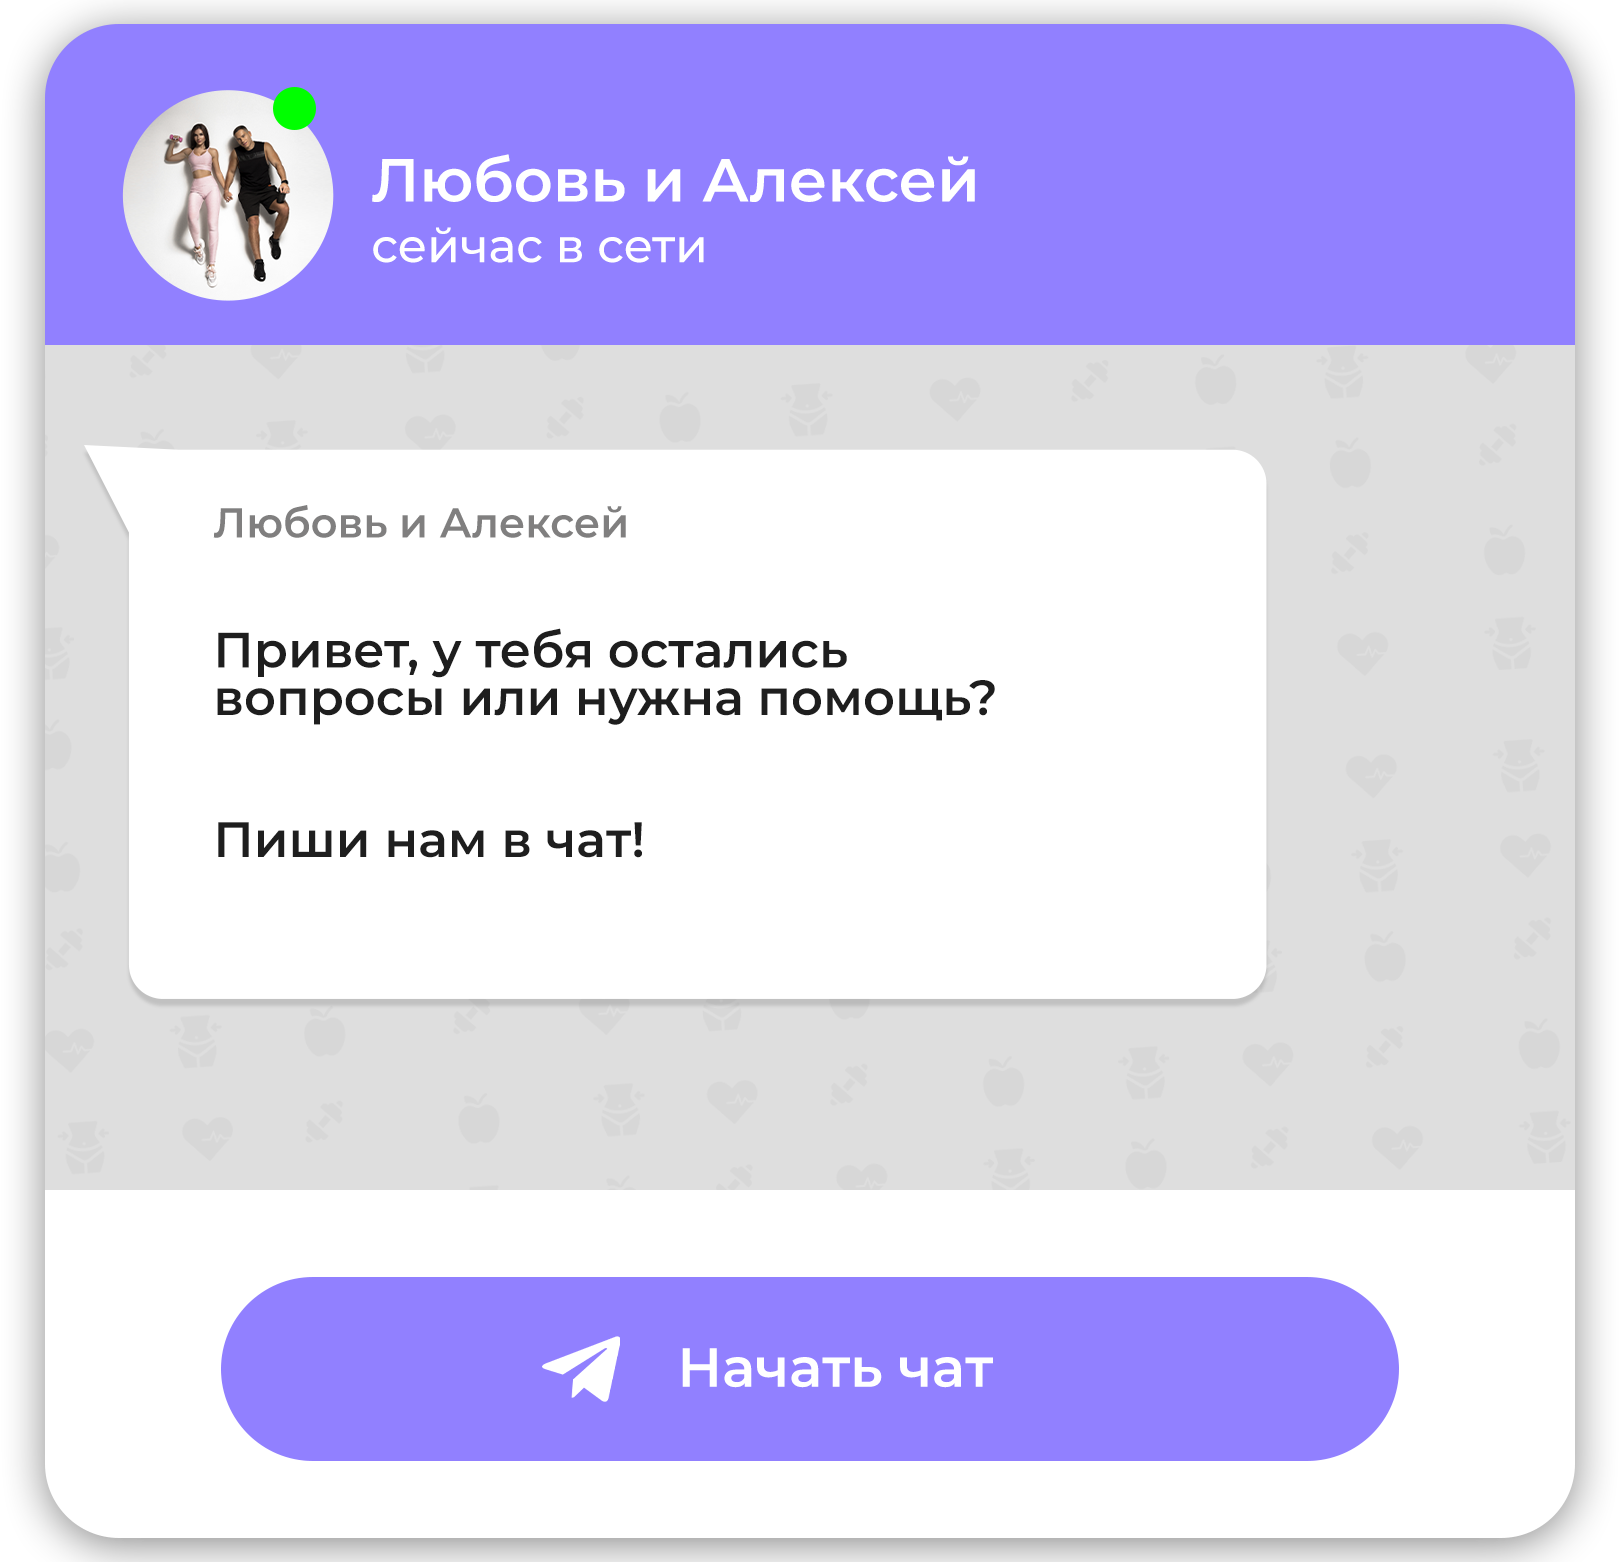 Любовь и Алексей
сейчас в сети
Любовь и Алексей
Привет, у тебя остались
вопросы или нужна помощь?
Пиши нам в чат!
Начать чат